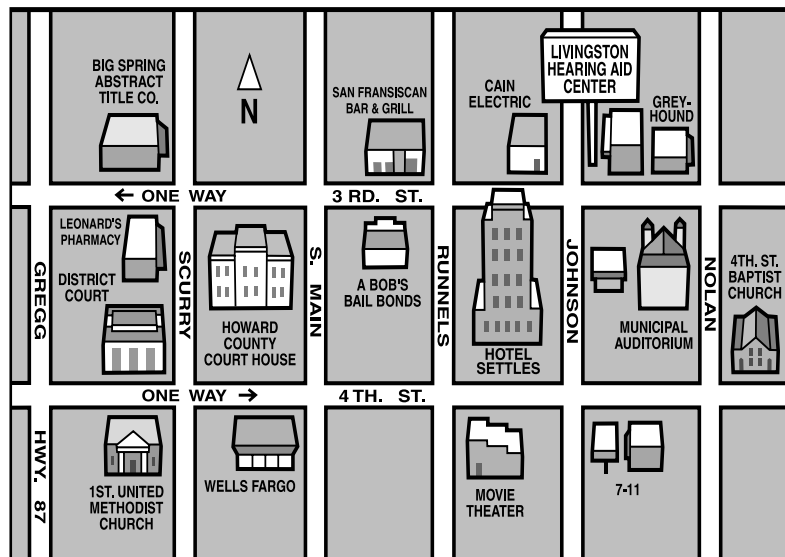 BIG SPRING
ABSTRACT
TITLE CO.
N
SAN FRANSISCAN
BAR & GRILL
CAIN
ELECTRIC
LIVINGSTON
HEARING AID
CENTER
GREY-
HOUND
← ONE WAY
3 RD. ST.
LEONARD'S
PHARMACY
DISTRICT
COURT
GREGG
SCURRY
HOWARD
COUNTY
COURT HOUSE
S. MAIN
A BOB'S
BAIL BONDS
RUNNELS
HOTEL
SETTLES
JOHNSON
MUNICIPAL
AUDITORIUM
NOLAN
4TH. ST.
BAPTIST
CHURCH
ONE WAY →
4 TH. ST.
HWY. 87
1ST. UNITED
METHODIST
CHURCH
WELLS FARGO
MOVIE
THEATER
7-11